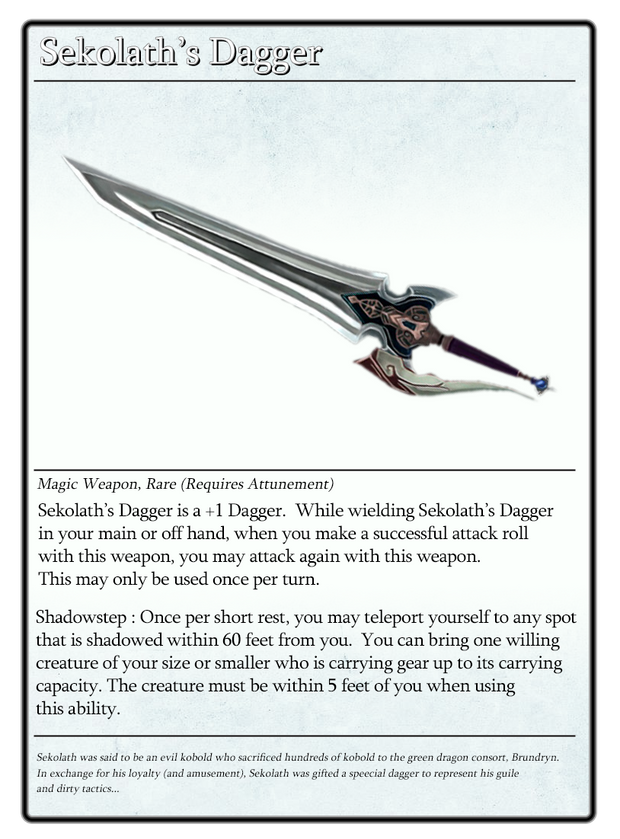 Sekolath's Dagger
Magic Weapon, Rare (Requires Attunement)
Sekolath's Dagger is a +1 Dagger.  While wielding Sekolath's Dagger
in your main or off hand, when you make a successful attack roll
with this weapon, you may attack again with this weapon.
This may only be used once per turn.
Shadowstep : Once per short rest, you may teleport yourself to any spot
that is shadowed within 60 feet from you.  You can bring one willing
creature of your size or smaller who is carrying gear up to its carrying
capacity. The creature must be within 5 feet of you when using
this ability.
Sekolath was said to be an evil kobold who sacrificed hundreds of kobold to the green dragon consort, Brundryn.
In exchange for his loyalty (and amusement), Sekolath was gifted a speecial dagger to represent his guile
and dirty tactics...